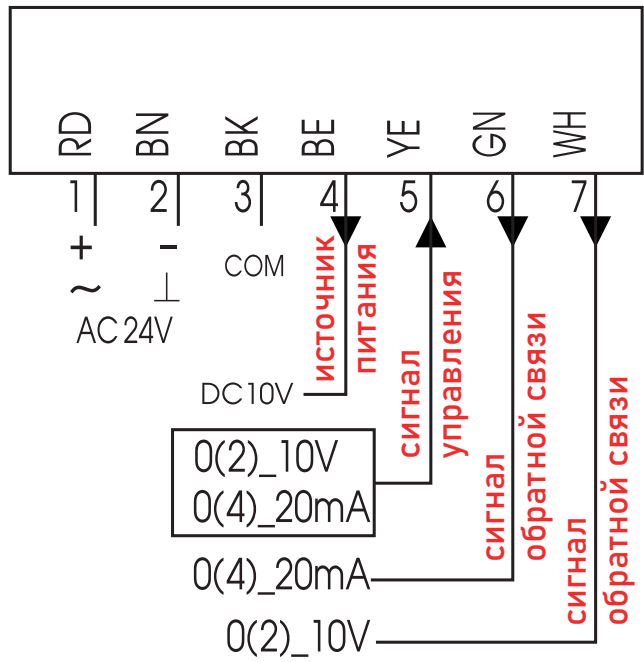 RD BN BK BE YE GN WH
1 2 3 4 5 6 7
+ -
~ ⊥
COM
AC 24V
источник
питания
DC 10V
сигнал
управления
0(2)_10V
0(4)_20mA
сигнал
обратной связи
0(4)_20mA
сигнал
обратной связи
0(2)_10V